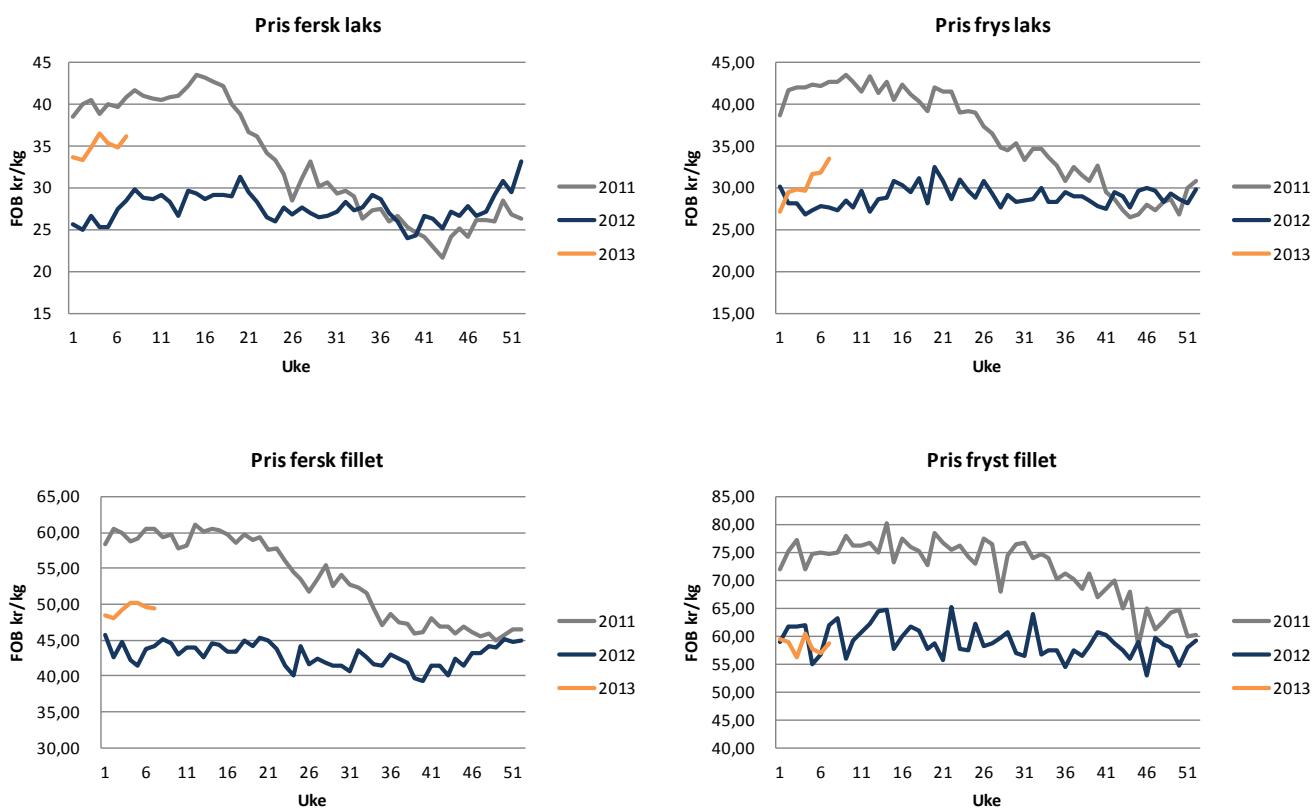 Pris fersk laks
FOB kr/kg
45
40
35
30
25
20
15
1 6 11 16 21 26 31 36 41 46 51
Uke
2011
2012
2013
Pris frys laks
FOB kr/kg
45,00
40,00
35,00
30,00
25,00
20,00
15,00
1 6 11 16 21 26 31 36 41 46 51
Uke
2011
2012
2013
Pris fersk fillet
FOB kr/kg
65,00
60,00
55,00
50,00
45,00
40,00
35,00
30,00
1 6 11 16 21 26 31 36 41 46 51
Uke
2011
2012
2013
Pris fryst fillet
FOB kr/kg
85,00
80,00
75,00
70,00
65,00
60,00
55,00
50,00
45,00
40,00
1 6 11 16 21 26 31 36 41 46 51
Uke
2011
2012
2013